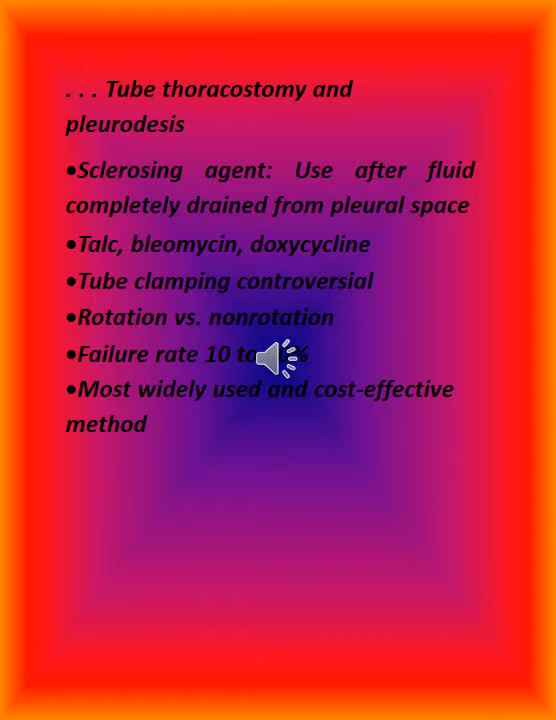 . . . Tube thoracostomy and
pleurodesis
•Sclerosing agent: Use after fluid
completely drained from pleural space
•Talc, bleomycin, doxycycline
•Tube clamping controversial
•Rotation vs. nonrotation
•Failure rate 10 to
•Most widely used and cost-effective
method